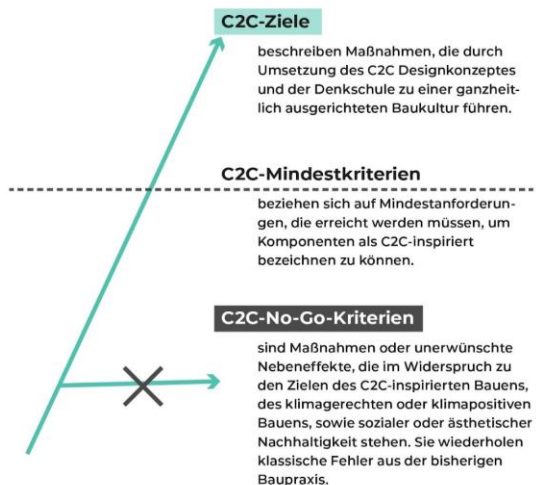 C2C-Ziele
beschreiben Maßnahmen, die durch
Umsetzung des C2C Designkonzeptes
und der Denkschule zu einer ganzheit-
lich ausgerichteten Baukultur führen.
C2C-Mindestkriterien
beziehen sich auf Mindestanforderun-
gen, die erreicht werden müssen, um
Komponenten als C2C-inspiriert
bezeichnen zu können.
C2C-No-Go-Kriterien
sind Maßnahmen oder unerwünschte
Nebeneffekte, die im Widerspruch zu
den Zielen des C2C-inspirierten Bauens,
des klimagerechten oder klimapositiven
Bauens, sowie sozialer oder ästhetischer
Nachhaltigkeit stehen. Sie wiederholen
klassische Fehler aus der bisherigen
Baupraxis.